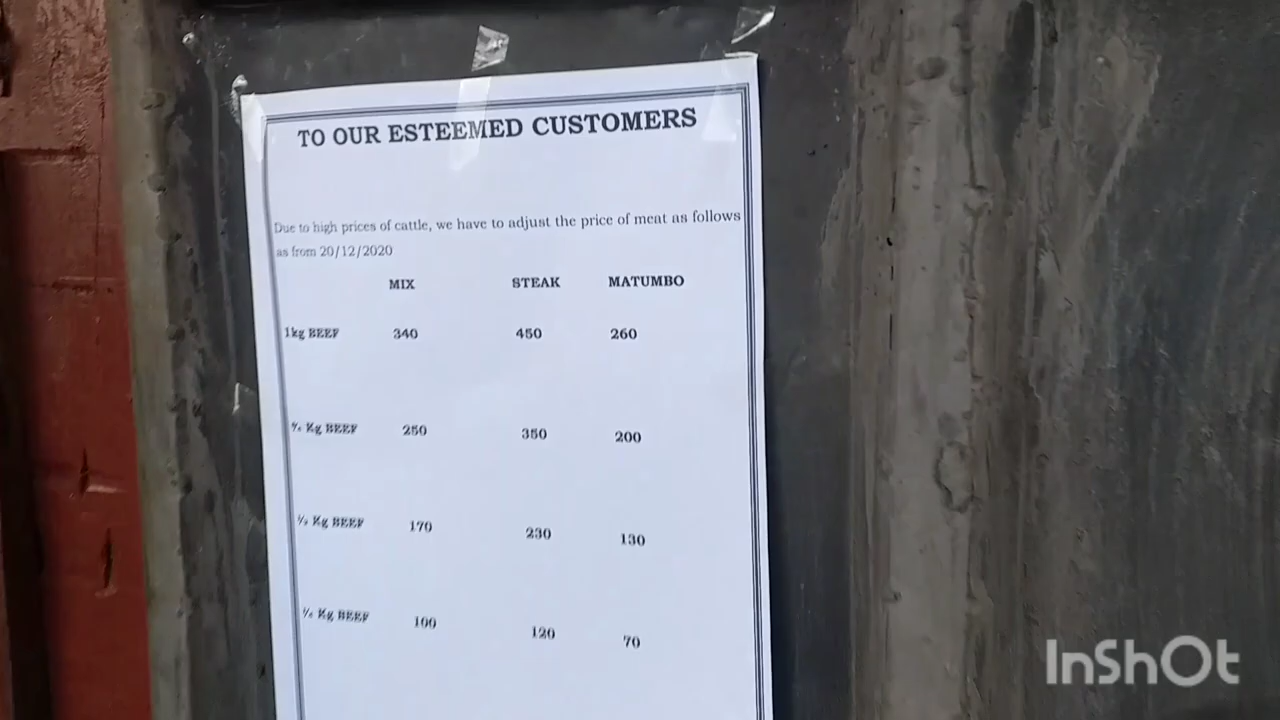 TO OUR ESTEEMED CUSTOMERS
Due to high prices of cattle, we have to adjust the price of meat as follows
as from 20/12/2020
MIX STEAK MATUMBO
1kg BEEF 340 450 260
Kg BEEF 250 350 200
Kg BEEF 170 230 130
Kg BEEF 100 120 70
InShOt